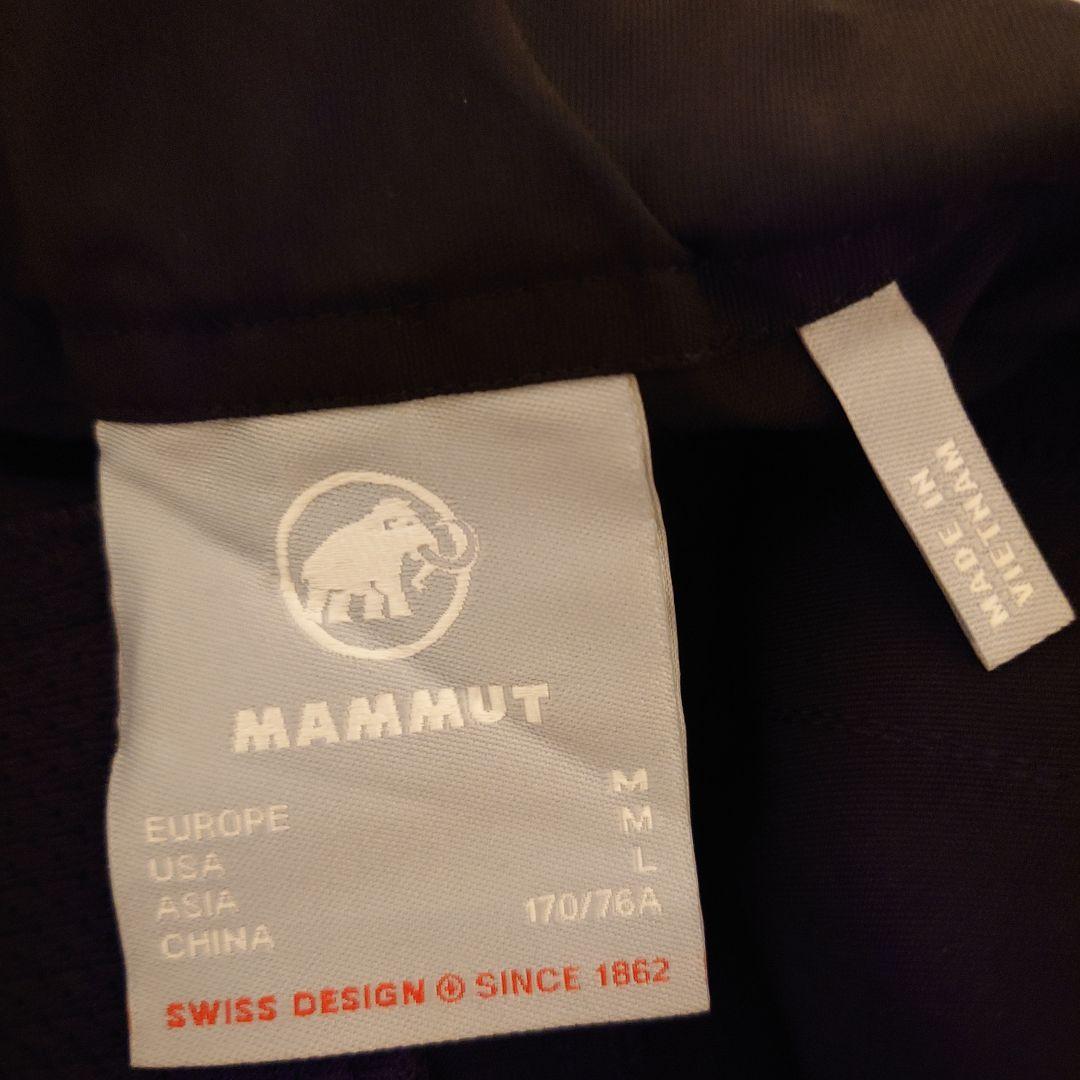 MAMMUT
EUROPE M
USA M
ASIA L
CHINA 170/76A
SWISS DESIGN SINCE 1862
MADE IN
VIETNAM